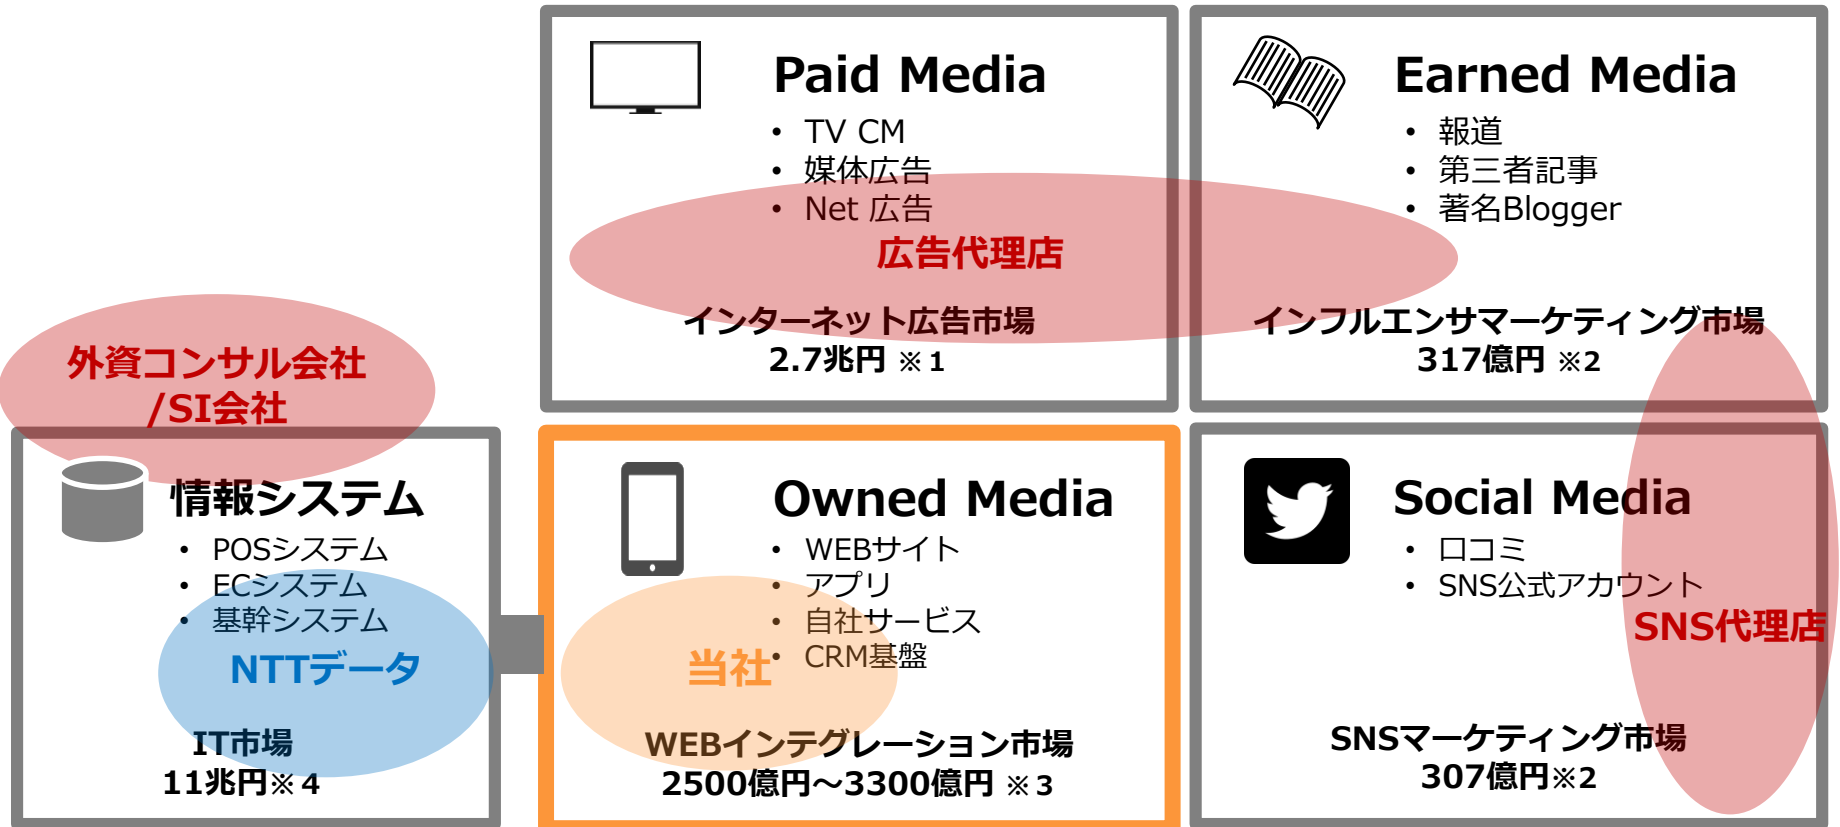 Paid Media
• TV CM
• 媒体広告
• Net 広告
広告代理店
インターネット広告市場
2.7兆円 ※1
Earned Media
• 報道
• 第三者記事
• 著名Blogger
インフルエンサマーケティング市場
317億円 ※2
外資コンサル会社
/SI会社
情報システム
• POSシステム
• ECシステム
• 基幹システム
NTTデータ
IT市場
11兆円※4
Owned Media
• WEBサイト
• アプリ
• 自社サービス
• CRM基盤
当社
WEBインテグレーション市場
2500億円～3300億円 ※3
Social Media
• 口コミ
• SNS公式アカウント
SNS代理店
SNSマーケティング市場
307億円※2